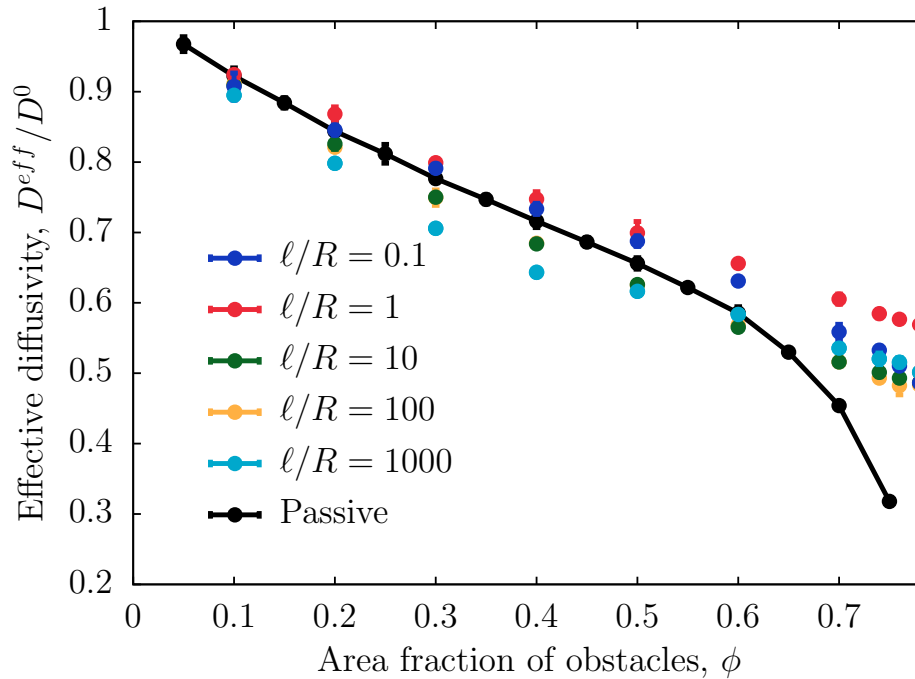 Effective diffusivity, D^{eff}/D^0
1
0.9
0.8
0.7
0.6
0.5
0.4
0.3
0.2
ℓ/R = 0.1
ℓ/R = 1
ℓ/R = 10
ℓ/R = 100
ℓ/R = 1000
Passive
0 0.1 0.2 0.3 0.4 0.5 0.6 0.7
Area fraction of obstacles, ϕ